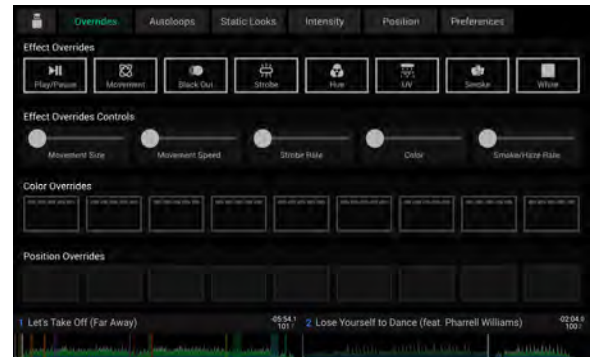 Overrides Autoloops Static Looks Intensity Position Preferences
Effect Overrides
Play/Pause Movement Black Out Strobe Hue UV Smoke White
Effect Overrides Controls
Movement Size Movement Speed Strobe Rate Color Smoke/Haze Rate
Color Overrides
Position Overrides
1 Let's Take Off (Far Away) -05:54.1 2 Lose Yourself to Dance (feat. Pharrell Williams) -02:04.9
101 100